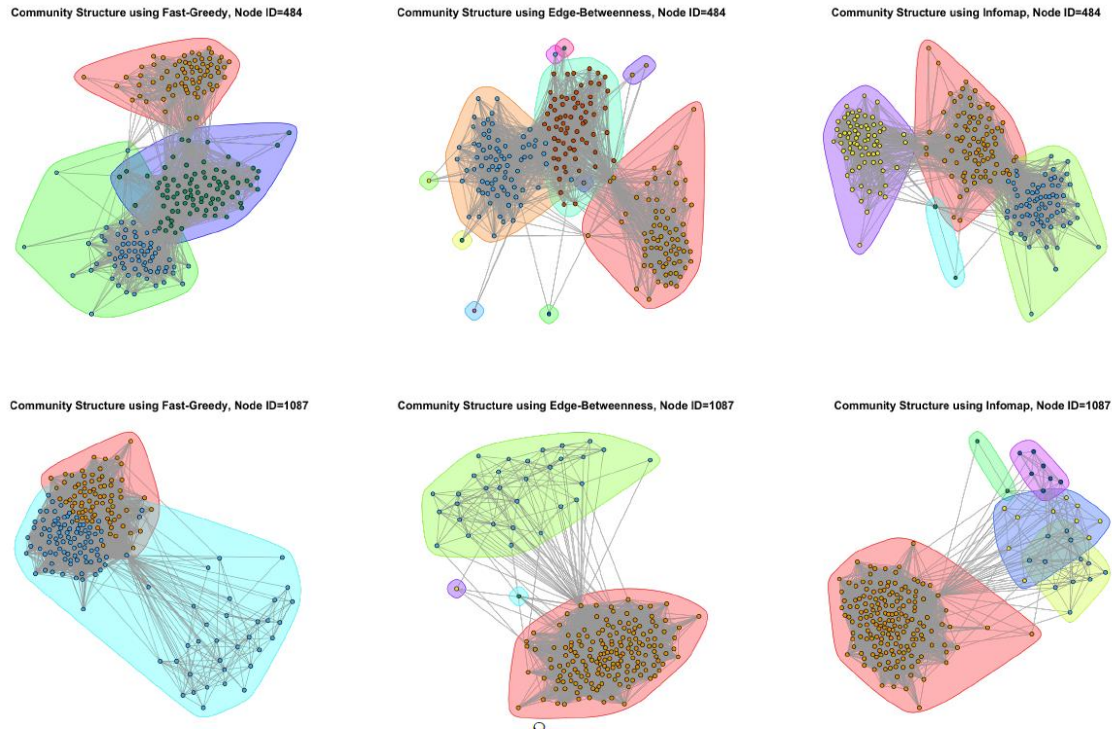 Community Structure using Fast-Greedy, Node ID=484
Community Structure using Edge-Betweenness, Node ID=484
Community Structure using Infomap, Node ID=484
Community Structure using Fast-Greedy, Node ID=1087
Community Structure using Edge-Betweenness, Node ID=1087
Community Structure using Infomap, Node ID=1087